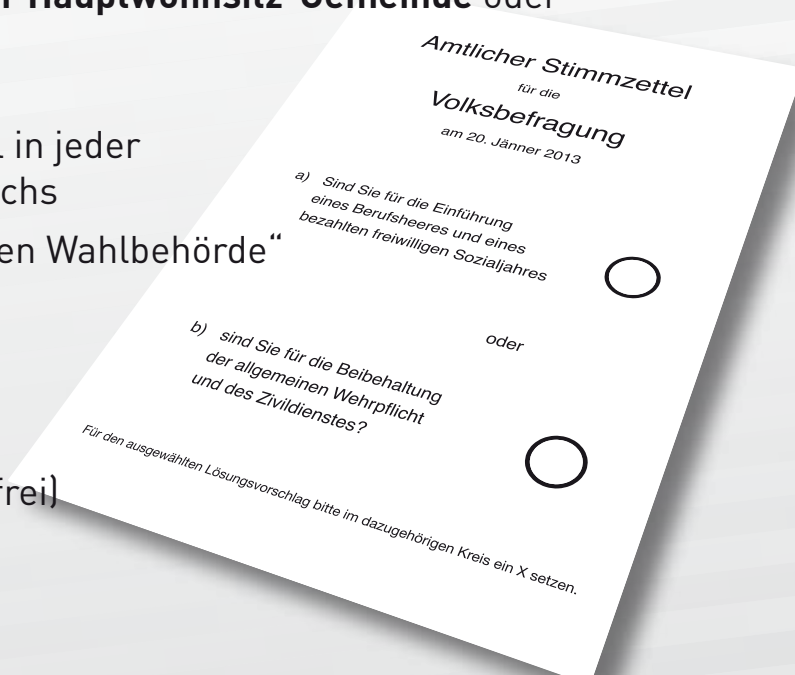 Hauptwohnsitz-Gemeinde oder
in jeder
en Wahlbehörde“
frei)
Amtlicher Stimmzettel
für die
Volksbefragung
am 20. Jänner 2013
a) Sind Sie für die Einführung
eines Berufsheeres und eines
bezahlten freiwilligen Sozialjahres
oder
b) sind Sie für die Beibehaltung
der allgemeinen Wehrpflicht
und des Zivildienstes?
Für den ausgewählten Lösungsvorschlag bitte im dazugehörigen Kreis ein X setzen.